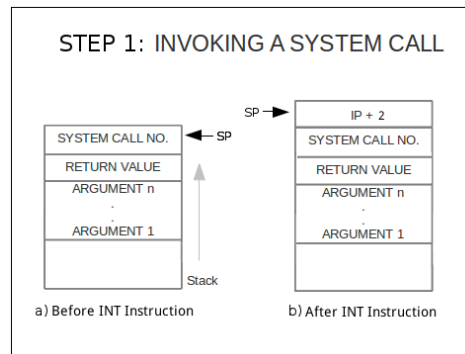 STEP 1: INVOKING A SYSTEM CALL
SYSTEM CALL NO.
RETURN VALUE
ARGUMENT n
.
.
ARGUMENT 1
SP
Stack
a) Before INT Instruction
SP
IP + 2
SYSTEM CALL NO.
RETURN VALUE
ARGUMENT n
.
.
ARGUMENT 1
b) After INT Instruction